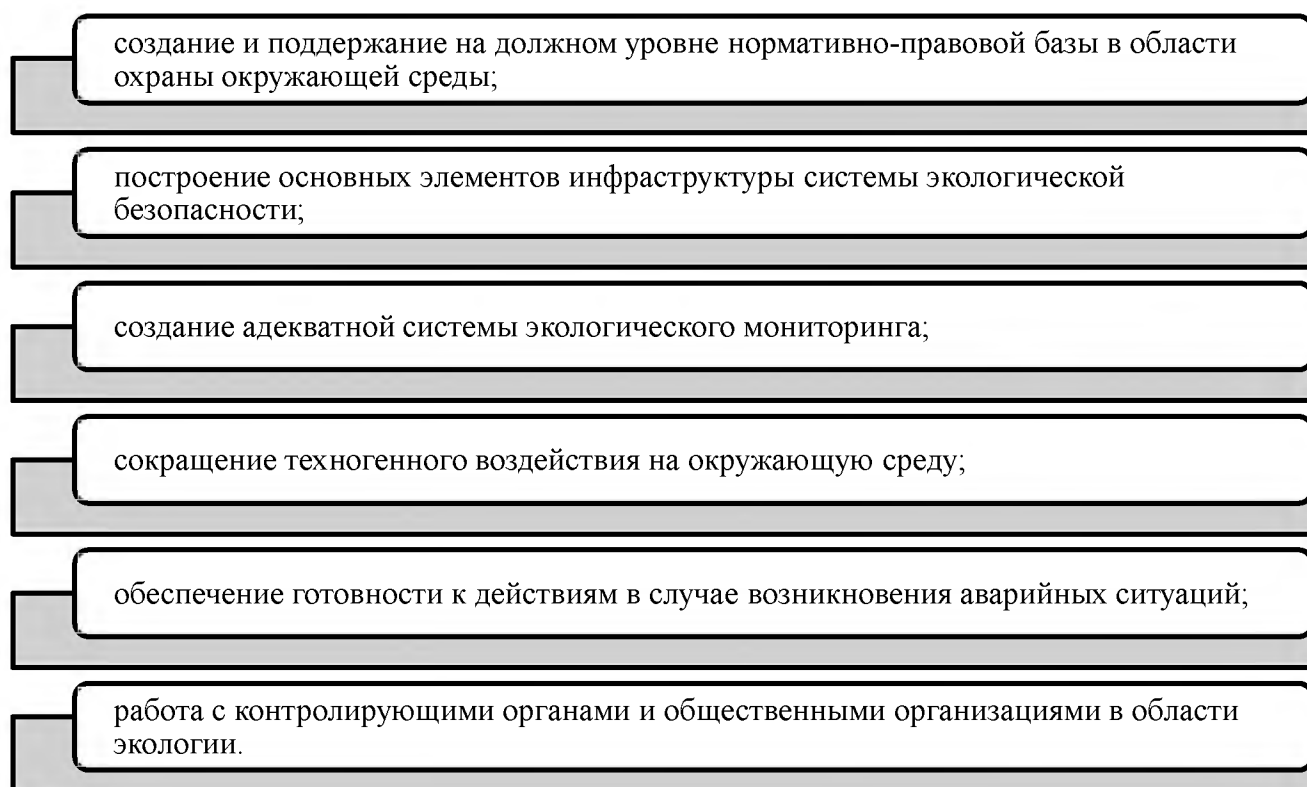 создание и поддержание на должном уровне нормативно-правовой базы в области
охраны окружающей среды;
построение основных элементов инфраструктуры системы экологической
безопасности;
создание адекватной системы экологического мониторинга;
сокращение техногенного воздействия на окружающую среду;
обеспечение готовности к действиям в случае возникновения аварийных ситуаций;
работа с контролирующими органами и общественными организациями в области
экологии.